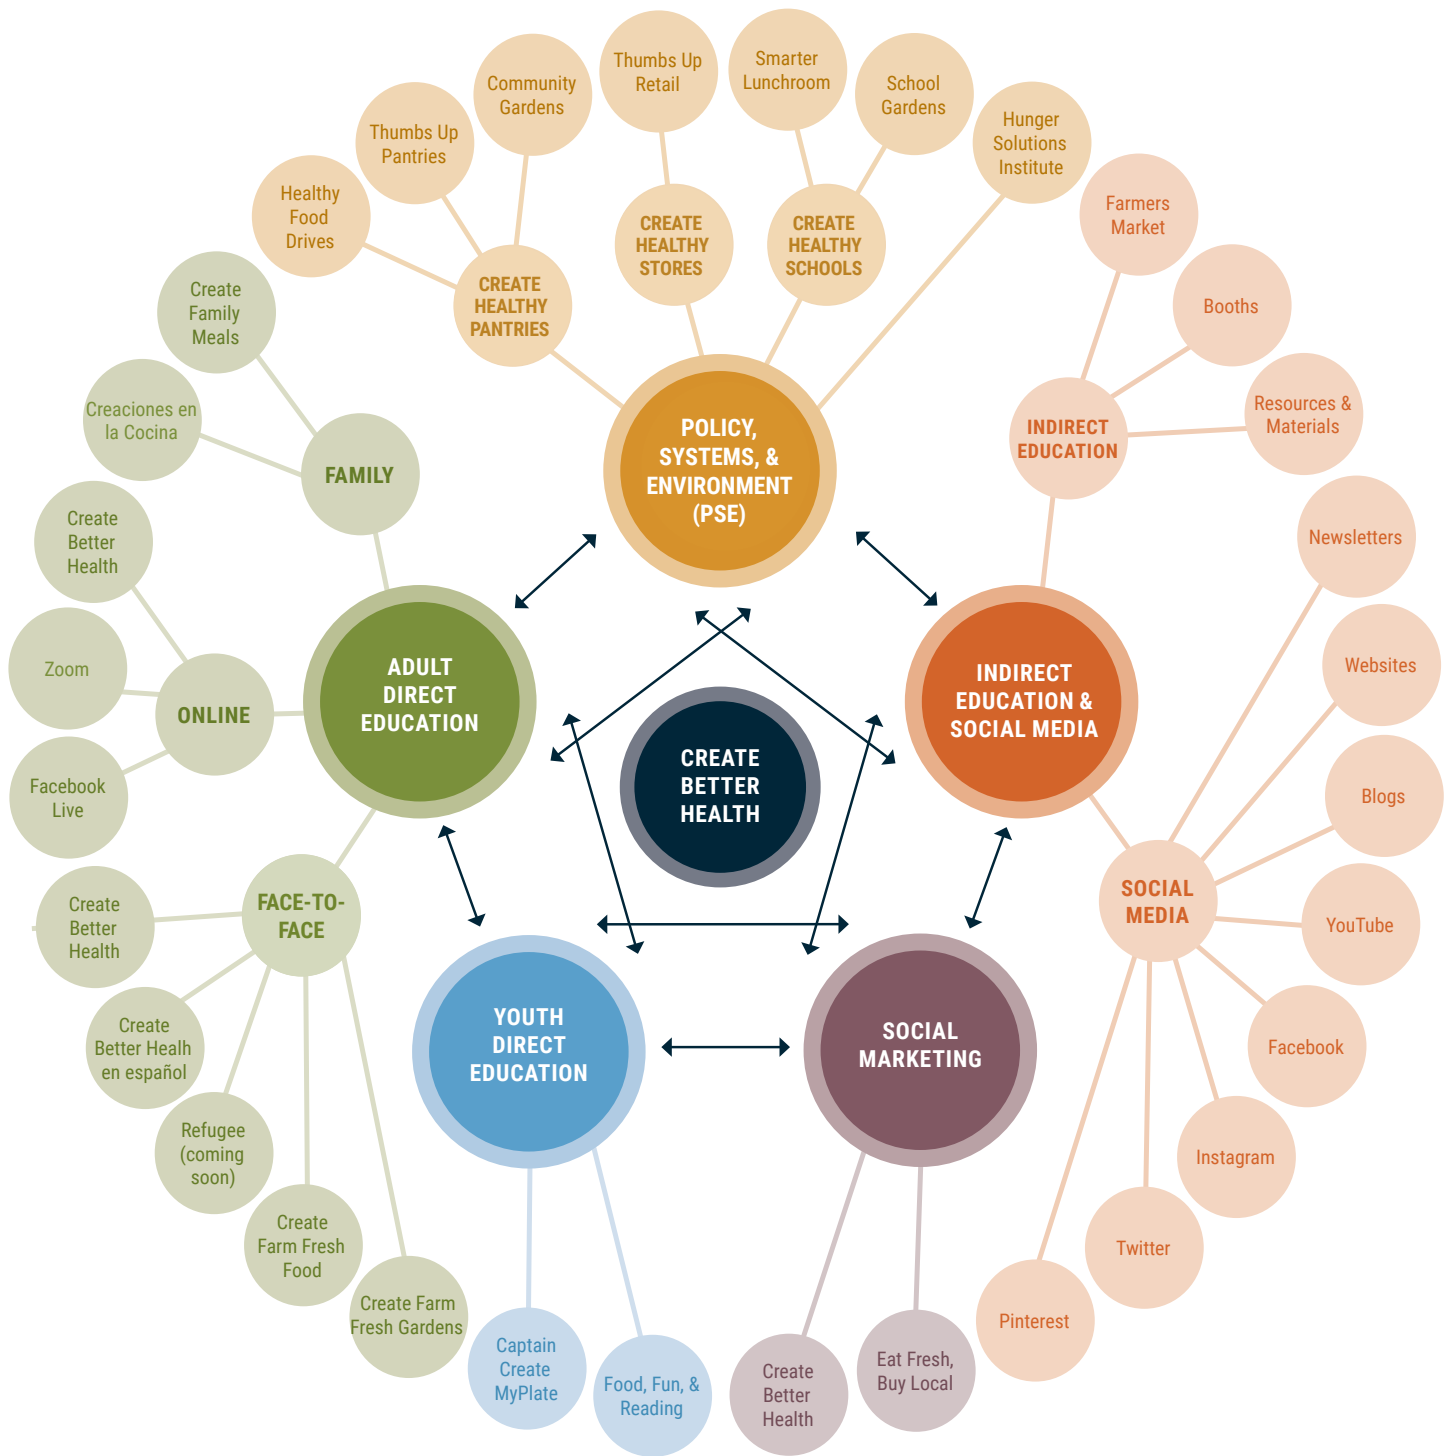 Thumbs Up
Retail
Smarter
Lunchroom
Community
Gardens
School
Gardens
Thumbs Up
Pantries
Hunger
Solutions
Institute
Healthy
Food
Drives
Farmers
Market
CREATE
HEALTHY
STORES
CREATE
HEALTHY
SCHOOLS
CREATE
HEALTHY
PANTRIES
Create
Family
Meals
Booths
Creaciones en
la Cocina
Resources &
Materials
INDIRECT
EDUCATION
FAMILY
POLICY,
SYSTEMS, &
ENVIRONMENT
(PSE)
Create
Better
Health
Newsletters
Zoom
Websites
ONLINE
ADULT
DIRECT
EDUCATION
INDIRECT
EDUCATION &
SOCIAL MEDIA
CREATE
BETTER
HEALTH
Facebook
Live
Blogs
FACE-TO-
FACE
SOCIAL
MEDIA
Create
Better
Health
YouTube
Create
Better Healh
en español
YOUTH
DIRECT
EDUCATION
SOCIAL
MARKETING
Facebook
Refugee
(coming
soon)
Instagram
Create
Farm Fresh
Food
Twitter
Create Farm
Fresh Gardens
Pinterest
Captain
Create
MyPlate
Food, Fun, &
Reading
Create
Better
Health
Eat Fresh,
Buy Local